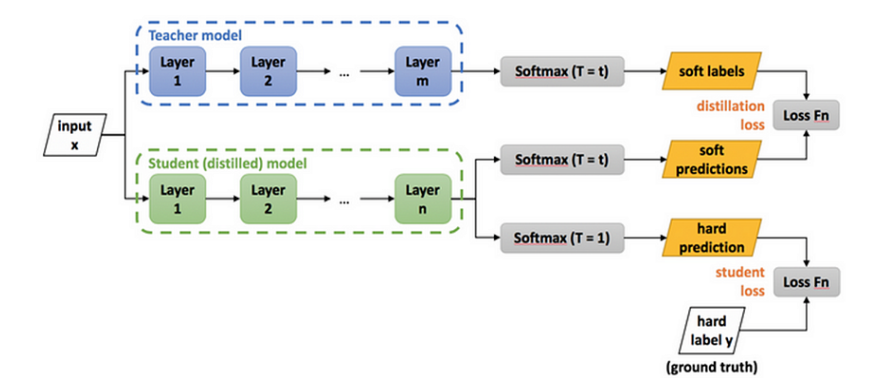 Teacher model
Layer
1
Layer
2
...
Layer
m
Softmax (T = t)
soft labels
distillation
loss
Loss Fn
input
x
Student (distilled) model
Layer
1
Layer
2
...
Layer
n
Softmax (T = t)
soft
predictions
Softmax (T = 1)
hard
prediction
student
loss
Loss Fn
hard
label y
(ground truth)